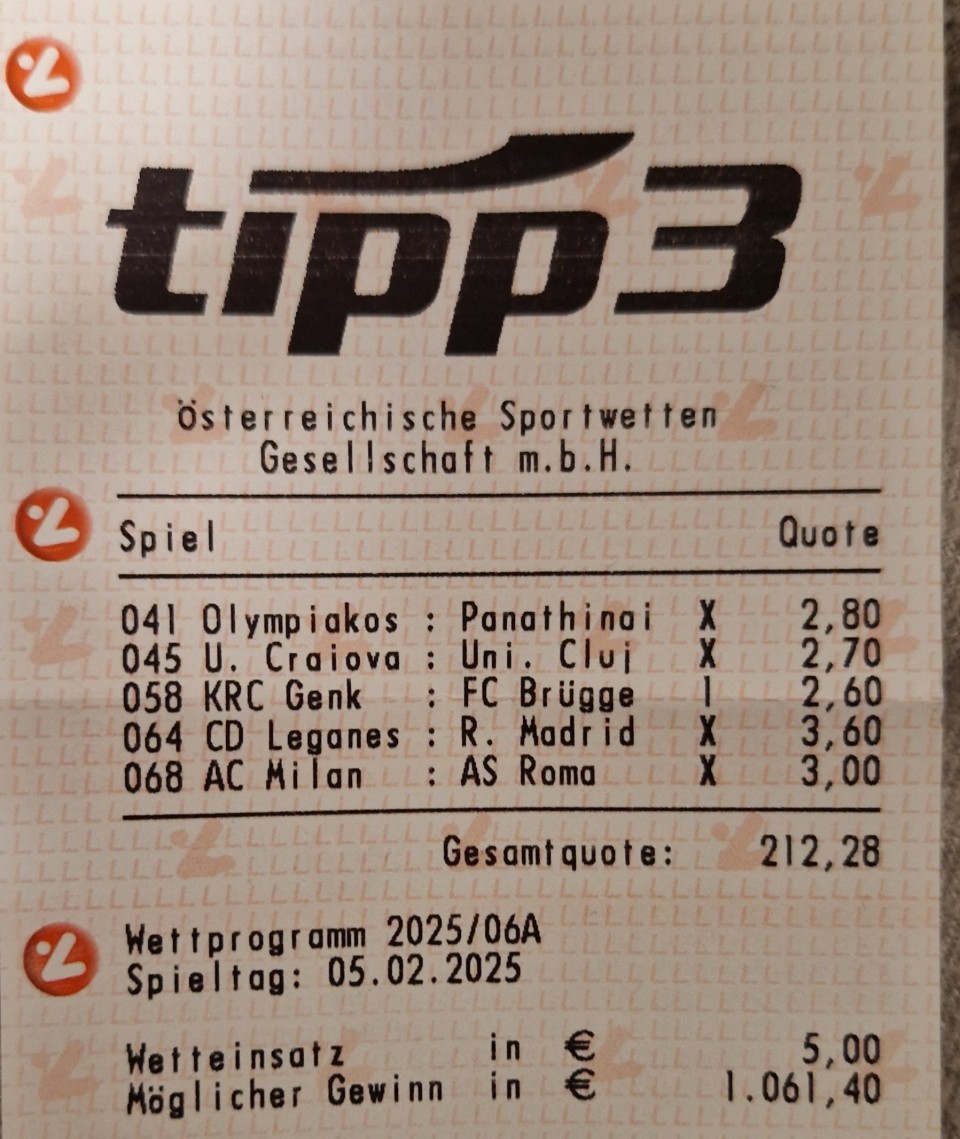 tipp3
Österreichische Sportwetten
Gesellschaft m.b.H.
Spiel Quote
041 Olympiakos : Panathinai X 2,80
045 U. Craiova : Uni. Cluj X 2,70
058 KRC Genk : FC Brügge 1 2,60
064 CD Leganes : R. Madrid X 3,60
068 AC Milan : AS Roma X 3,00
Gesamtquote: 212,28
Wettprogramm 2025/06A
Spieltag: 05.02.2025
Wetteinsatz in € 5,00
Möglicher Gewinn in € 1.061,40